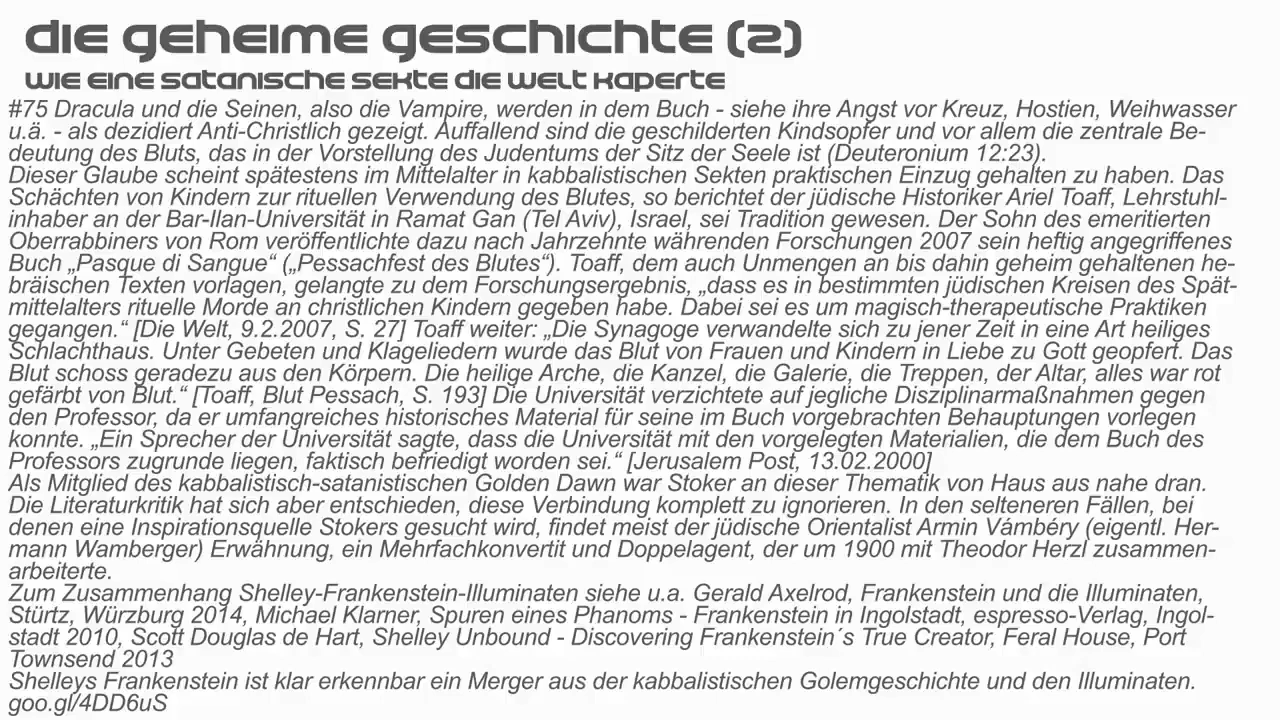 die geheime geschichte (2)
wie eine satanische sekte die welt kaperte
#75 Dracula und die Seinen, also die Vampire, werden in dem Buch - siehe ihre Angst vor Kreuz, Hostien, Weihwasser
u.ä. - als dezidiert Anti-Christlich gezeigt. Auffallend sind die geschilderten Kindsopfer und vor allem die zentrale Be-
deutung des Bluts, das in der Vorstellung des Judentums der Sitz der Seele ist (Deuteronium 12:23).
Dieser Glaube scheint spätestens im Mittelalter in kabbalistischen Sekten praktischen Einzug gehalten zu haben. Das
Schächten von Kindern zur rituellen Verwendung des Blutes, so berichtet der jüdische Historiker Ariel Toaff, Lehrstuhl-
inhaber an der Bar-Ilan-Universität in Ramat Gan (Tel Aviv), Israel, sei Tradition gewesen. Der Sohn des emeritierten
Oberrabbiners von Rom veröffentlichte dazu nach Jahrzehnte währenden Forschungen 2007 sein heftig angegriffenes
Buch „Pasque di Sangue“ („Pessachfest des Blutes“). Toaff, dem auch Unmengen an bis dahin geheim gehaltenen he-
bräischen Texten vorlagen, gelangte zu dem Forschungsergebnis, „dass es in bestimmten jüdischen Kreisen des Spät-
mittelalters rituelle Morde an christlichen Kindern gegeben habe. Dabei sei es um magisch-therapeutische Praktiken
gegangen.“ [Die Welt, 9.2.2007, S. 27] Toaff weiter: „Die Synagoge verwandelte sich zu jener Zeit in eine Art heiliges
Schlachthaus. Unter Gebeten und Klageliedern wurde das Blut von Frauen und Kindern in Liebe zu Gott geopfert. Das
Blut schoss geradezu aus den Körpern. Die heilige Arche, die Kanzel, die Galerie, die Treppen, der Altar, alles war rot
gefärbt von Blut.“ [Toaff, Blut Pessach, S. 193] Die Universität verzichtete auf jegliche Disziplinarmaßnahmen gegen
den Professor, da er umfangreiches historisches Material für seine im Buch vorgebrachten Behauptungen vorlegen
konnte. „Ein Sprecher der Universität sagte, dass die Universität mit den vorgelegten Materialien, die dem Buch des
Professors zugrunde liegen, faktisch befriedigt worden sei.“ [Jerusalem Post, 13.02.2000]
Als Mitglied des kabbalistisch-satanistischen Golden Dawn war Stoker an dieser Thematik von Haus aus nahe dran.
Die Literaturkritik hat sich aber entschieden, diese Verbindung komplett zu ignorieren. In den selteneren Fällen, bei
denen eine Inspirationsquelle Stokers gesucht wird, findet meist der jüdische Orientalist Armin Vámbéry (eigentl. Her-
mann Wamberger) Erwähnung, ein Mehrfachkonvertit und Doppelagent, der um 1900 mit Theodor Herzl zusammen-
arbeiterte.
Zum Zusammenhang Shelley-Frankenstein-Illuminaten siehe u.a. Gerald Axelrod, Frankenstein und die Illuminaten,
Stürtz, Würzburg 2014, Michael Klarner, Spuren eines Phanoms - Frankenstein in Ingolstadt, espresso-Verlag, Ingol-
stadt 2010, Scott Douglas de Hart, Shelley Unbound - Discovering Frankenstein´s True Creator, Feral House, Port
Townsend 2013
Shelleys Frankenstein ist klar erkennbar ein Merger aus der kabbalistischen Golemgeschichte und den Illuminaten.
goo.gl/4DD6uS